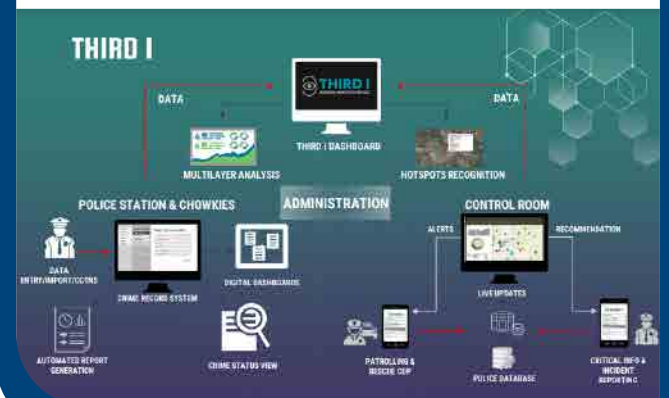 THIRD I
THIRD I
DATA
DATA
THIRD I DASHBOARD
MULTILAYER ANALYSIS
HOTSPOTS RECOGNITION
POLICE STATION & CHOWKIES
ADMINISTRATION
CONTROL ROOM
ALERTS
RECOMMENDATION
DATA
ENTRY/IMPORT/CCTNS
CRIME RECORD SYSTEM
DIGITAL DASHBOARDS
LIVE UPDATES
AUTOMATED REPORT
GENERATION
CRIME STATUS VIEW
PATROLLING &
RESCUE COP
POLICE DATABASE
CRITICAL INFO &
INCIDENT
REPORTING